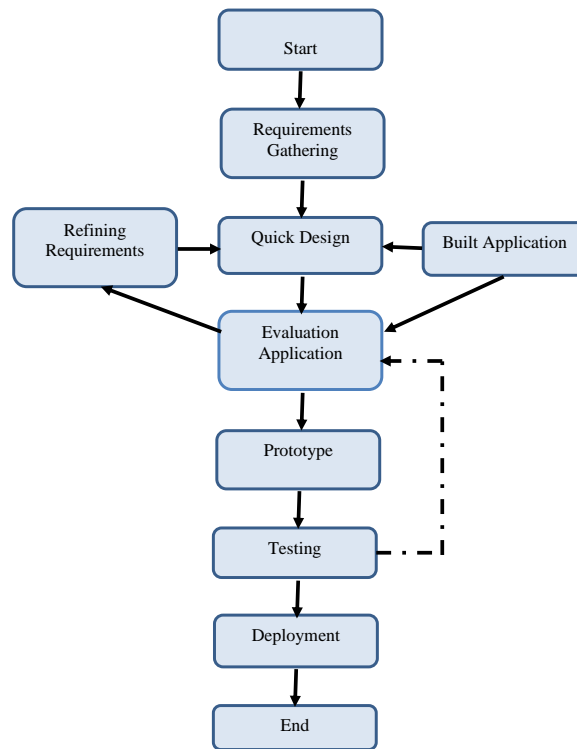 Start
Requirements
Gathering
Refining
Requirements
Quick Design
Built Application
Evaluation
Application
Prototype
Testing
Deployment
End